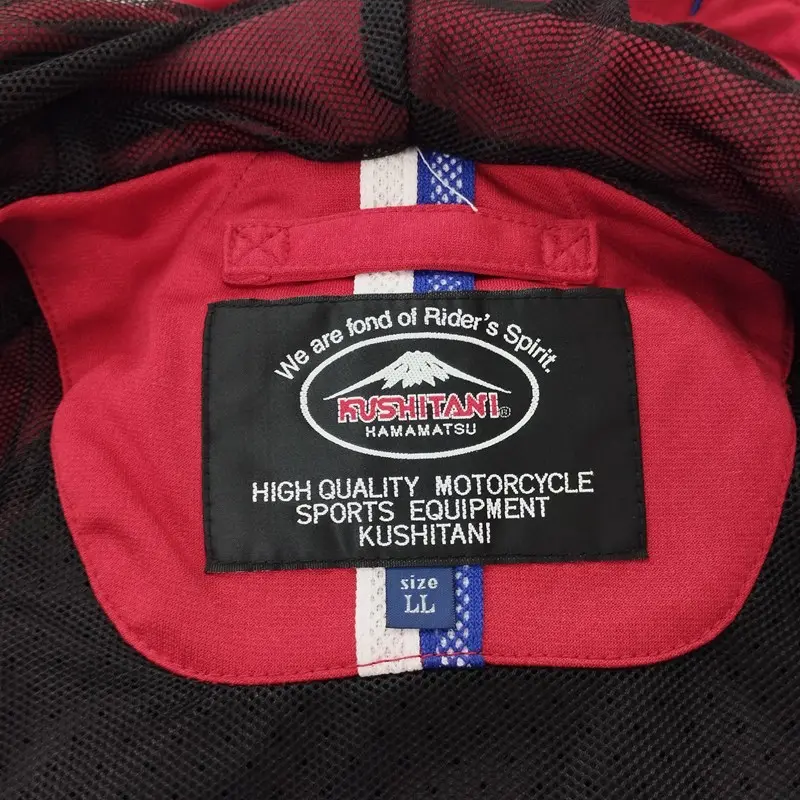 We are fond of Rider's Spirit.
KUSHITANI®
HAMAMATSU
HIGH QUALITY MOTORCYCLE
SPORTS EQUIPMENT
KUSHITANI
size
LL